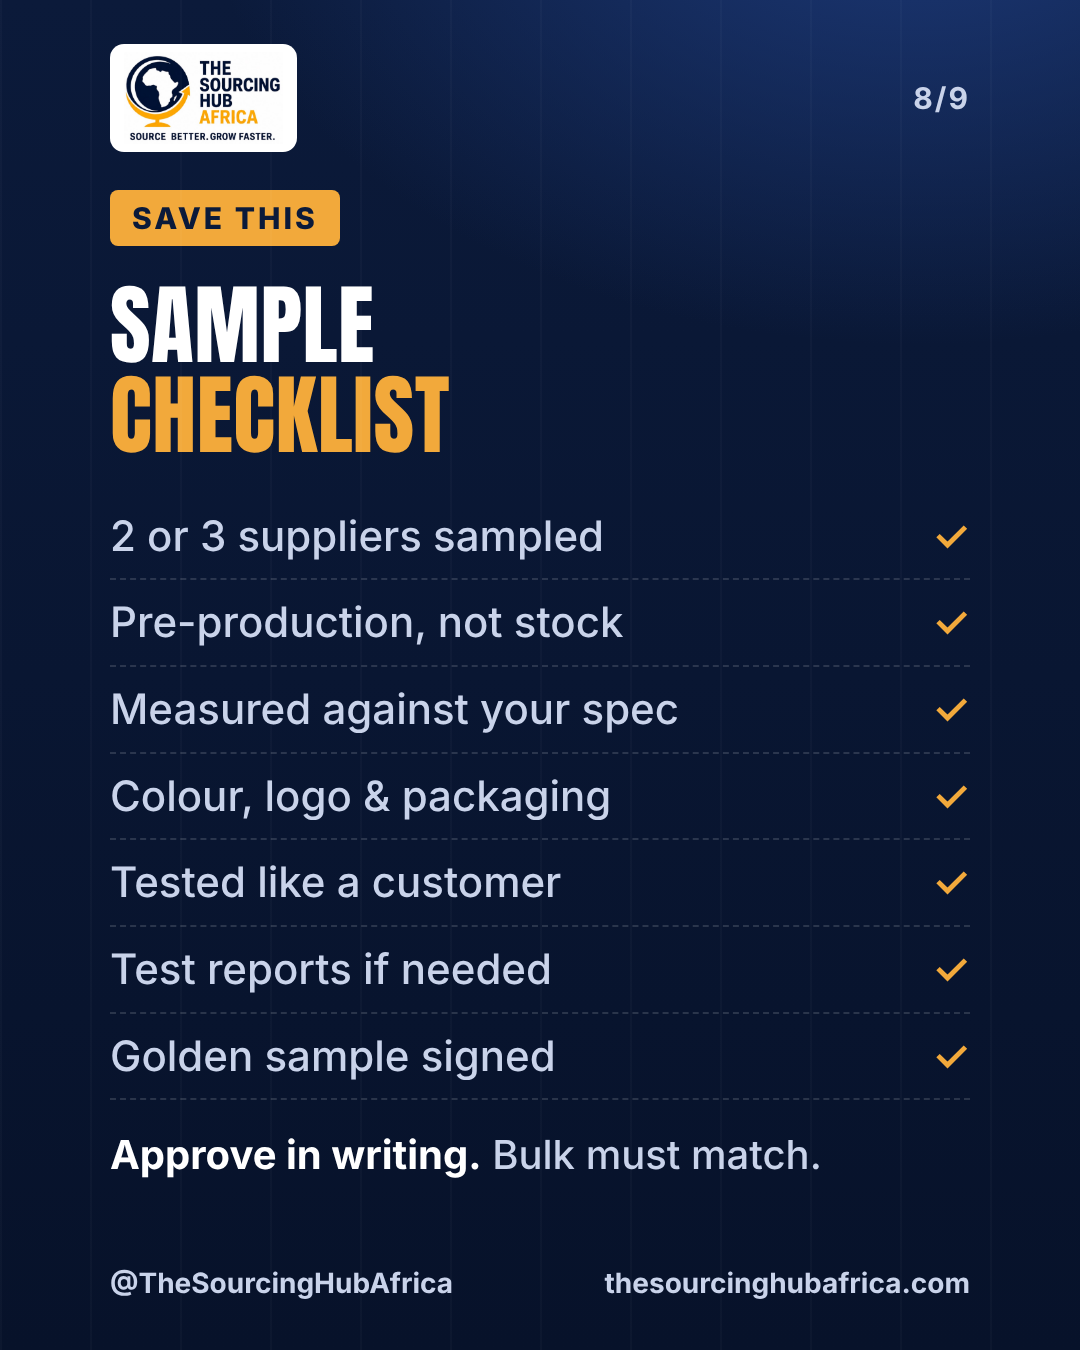 THE
SOURCING
HUB
AFRICA
SOURCE BETTER. GROW FASTER.
8/9
SAVE THIS
SAMPLE
CHECKLIST
2 or 3 suppliers sampled
Pre-production, not stock
Measured against your spec
Colour, logo & packaging
Tested like a customer
Test reports if needed
Golden sample signed
Approve in writing. Bulk must match.
@TheSourcingHubAfrica
thesourcinghubafrica.com